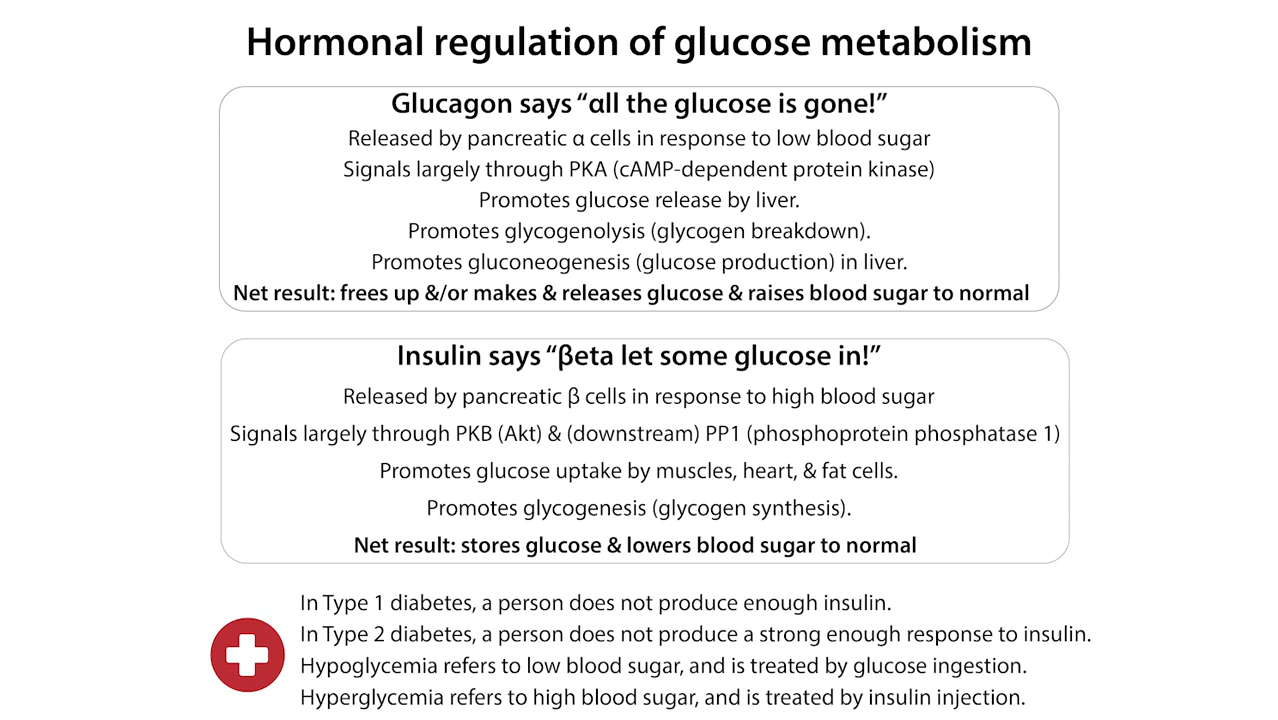 Hormonal regulation of glucose metabolism
Glucagon says “αll the glucose is gone!”
Released by pancreatic α cells in response to low blood sugar
Signals largely through PKA (cAMP-dependent protein kinase)
Promotes glucose release by liver.
Promotes glycogenolysis (glycogen breakdown).
Promotes gluconeogenesis (glucose production) in liver.
Net result: frees up &/or makes & releases glucose & raises blood sugar to normal
Insulin says “βeta let some glucose in!”
Released by pancreatic β cells in response to high blood sugar
Signals largely through PKB (Akt) & (downstream) PP1 (phosphoprotein phosphatase 1)
Promotes glucose uptake by muscles, heart, & fat cells.
Promotes glycogenesis (glycogen synthesis).
Net result: stores glucose & lowers blood sugar to normal
In Type 1 diabetes, a person does not produce enough insulin.
In Type 2 diabetes, a person does not produce a strong enough response to insulin.
Hypoglycemia refers to low blood sugar, and is treated by glucose ingestion.
Hyperglycemia refers to high blood sugar, and is treated by insulin injection.